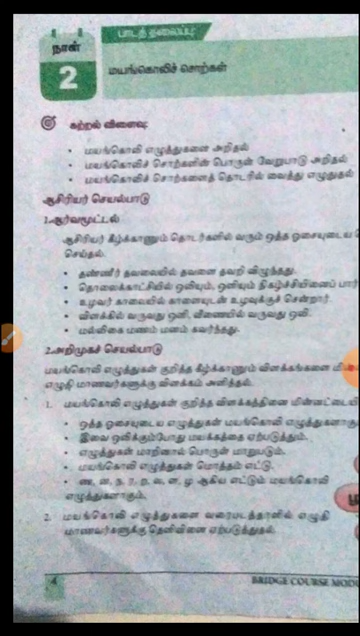 பாடத் தலைப்பு:
நாள்
2
மயங்கொலிச் சொற்கள்
கற்றல் விளைவு:
• மயங்கொலி எழுத்துகளை அறிதல்
• மயங்கொலிச் சொற்களின் பொருள் வேறுபாடு அறிதல்
• மயங்கொலிச் சொற்களைத் தொடரில் வைத்து எழுதுதல்
ஆசிரியர் செயல்பாடு
1.ஆர்வமூட்டல்
ஆசிரியர் கீழ்க்காணும் தொடர்களில் வரும் ஒத்த ஓசையுடைய
செய்தல்.
• தண்ணீர் தவலையில் தவளை தவறி விழுந்தது.
• தொலைக்காட்சியில் ஒலியும், ஒளியும் நிகழ்ச்சியினைப் பார்
• உழவர் காலையில் காளையுடன் உழவுக்குச் சென்றார்.
• விளக்கில் வருவது ஒளி, வீணையில் வருவது ஒலி.
• மல்லிகை மணம் மனம் கவர்ந்தது.
2.அறிமுகச் செயல்பாடு
மயங்கொலி எழுத்துகள் குறித்த கீழ்க்காணும் விளக்கங்களை மின்
எழுதி மாணவர்களுக்கு விளக்கம் அளித்தல்.
1. மயங்கொலி எழுத்துகள் குறித்த விளக்கத்தினை மின்னட்டையி
• ஒத்த ஓசையுடைய எழுத்துகள் மயங்கொலி எழுத்துகளாகு
• இவை ஒலிக்கும்போது மயக்கத்தை ஏற்படுத்தும்.
• எழுத்துகள் மாறினால் பொருள் மாறுபடும்.
• மயங்கொலி எழுத்துகள் மொத்தம் எட்டு.
• ண, ன, ந, ர, ற, ல, ள, ழ ஆகிய எட்டும் மயங்கொலி
எழுத்துகளாகும்.
2. மயங்கொலி எழுத்துகளை வரைபடத்தாளில் எழுதி
மாணவர்களுக்கு தெளிவினை ஏற்படுத்துதல்.
4
BRIDGE COURSE MOD